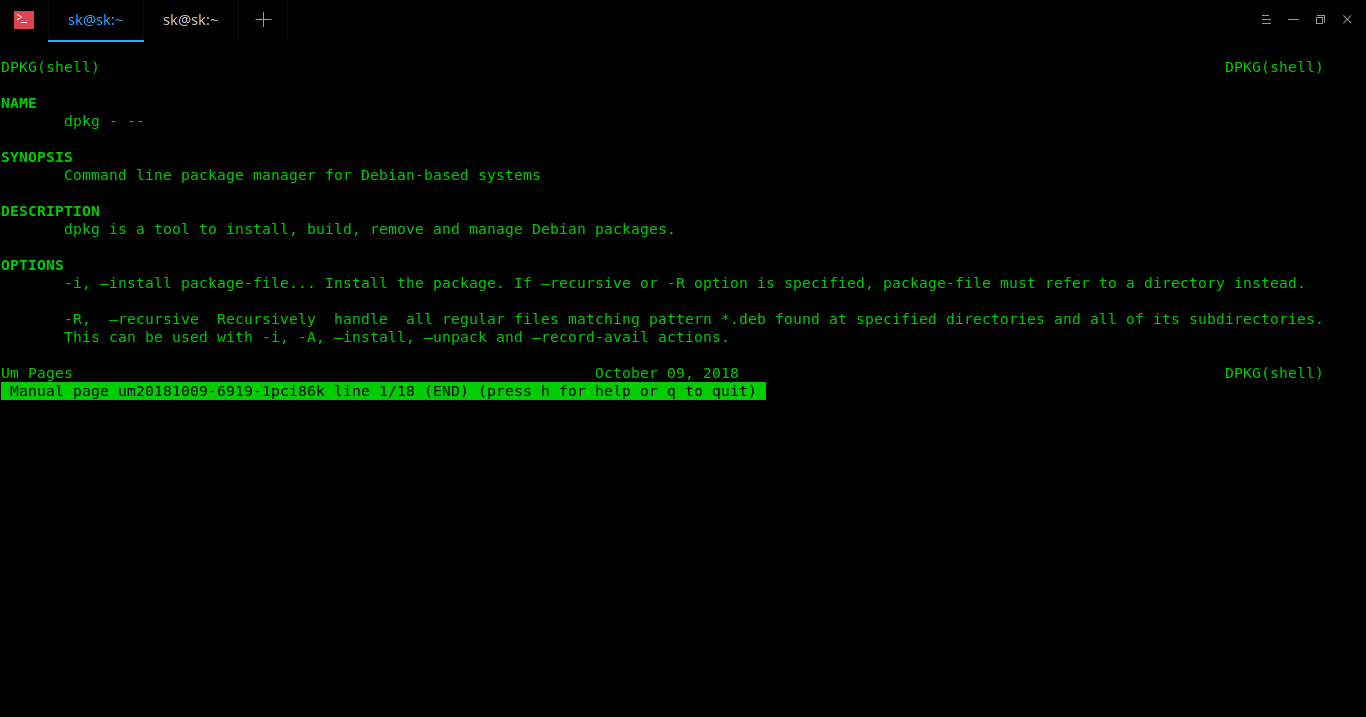 sk@sk:~ sk@sk:~
DPKG(shell) DPKG(shell)
NAME
dpkg - --
SYNOPSIS
Command line package manager for Debian-based systems
DESCRIPTION
dpkg is a tool to install, build, remove and manage Debian packages.
OPTIONS
-i, —install package-file... Install the package. If —recursive or -R option is specified, package-file must refer to a directory instead.
-R, —recursive Recursively handle all regular files matching pattern *.deb found at specified directories and all of its subdirectories.
This can be used with -i, -A, —install, —unpack and —record-avail actions.
Um Pages October 09, 2018 DPKG(shell)
Manual page um20181009-6919-1pci86k line 1/18 (END) (press h for help or q to quit)